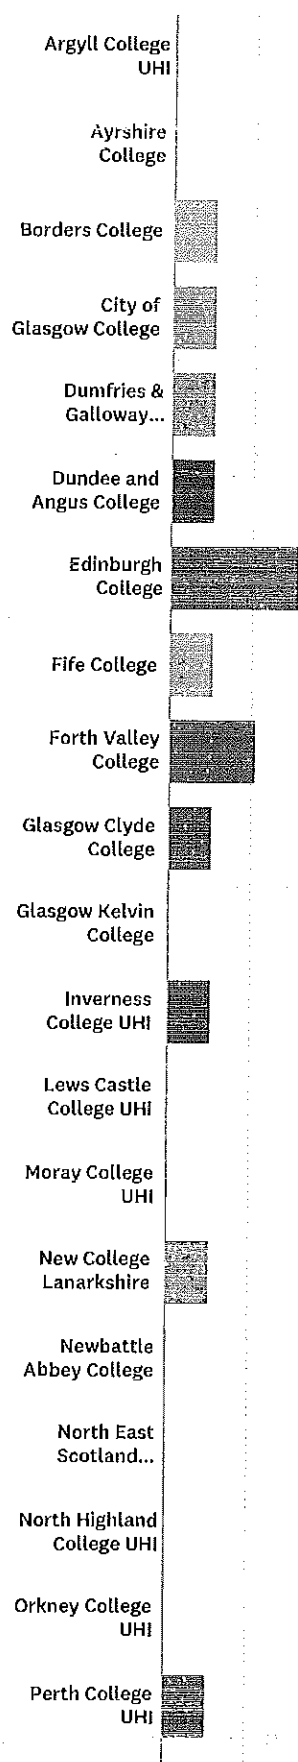 Argyll College
UHI
Ayrshire
College
Borders College
City of
Glasgow College
Dumfries &
Galloway...
Dundee and
Angus College
Edinburgh
College
Fife College
Forth Valley
College
Glasgow Clyde
College
Glasgow Kelvin
College
Inverness
College UHI
Lews Castle
College UHI
Moray College
UHI
New College
Lanarkshire
Newbattle
Abbey College
North East
Scotland...
North Highland
College UHI
Orkney College
UHI
Perth College
UHI